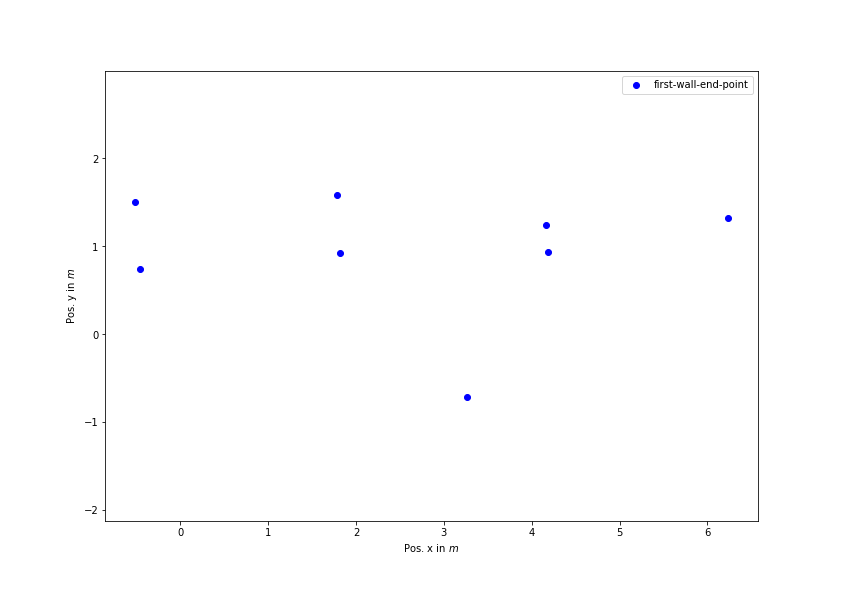 first-wall-end-point
2
1
0
−1
−2
Pos. y in m
0 1 2 3 4 5 6
Pos. x in m